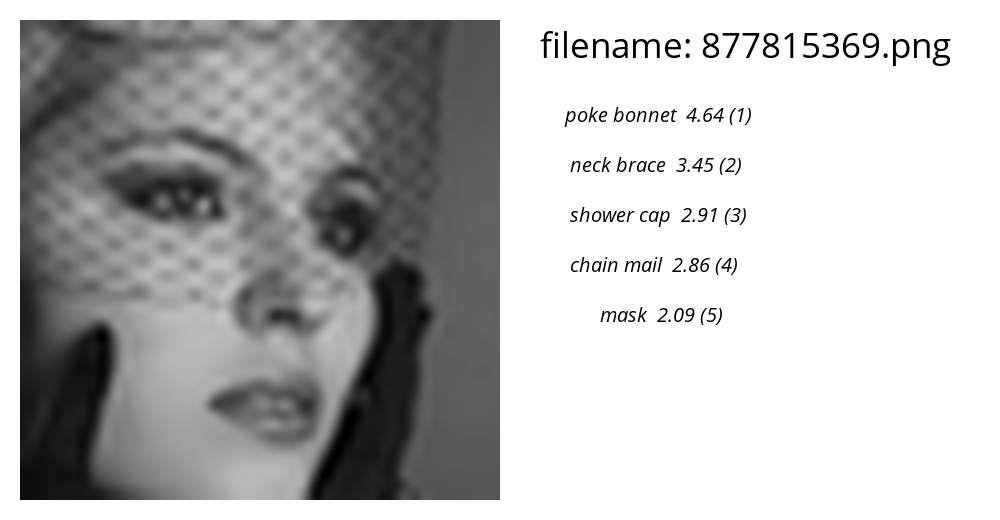 filename: 877815369.png
poke bonnet 4.64 (1)
neck brace 3.45 (2)
shower cap 2.91 (3)
chain mail 2.86 (4)
mask 2.09 (5)